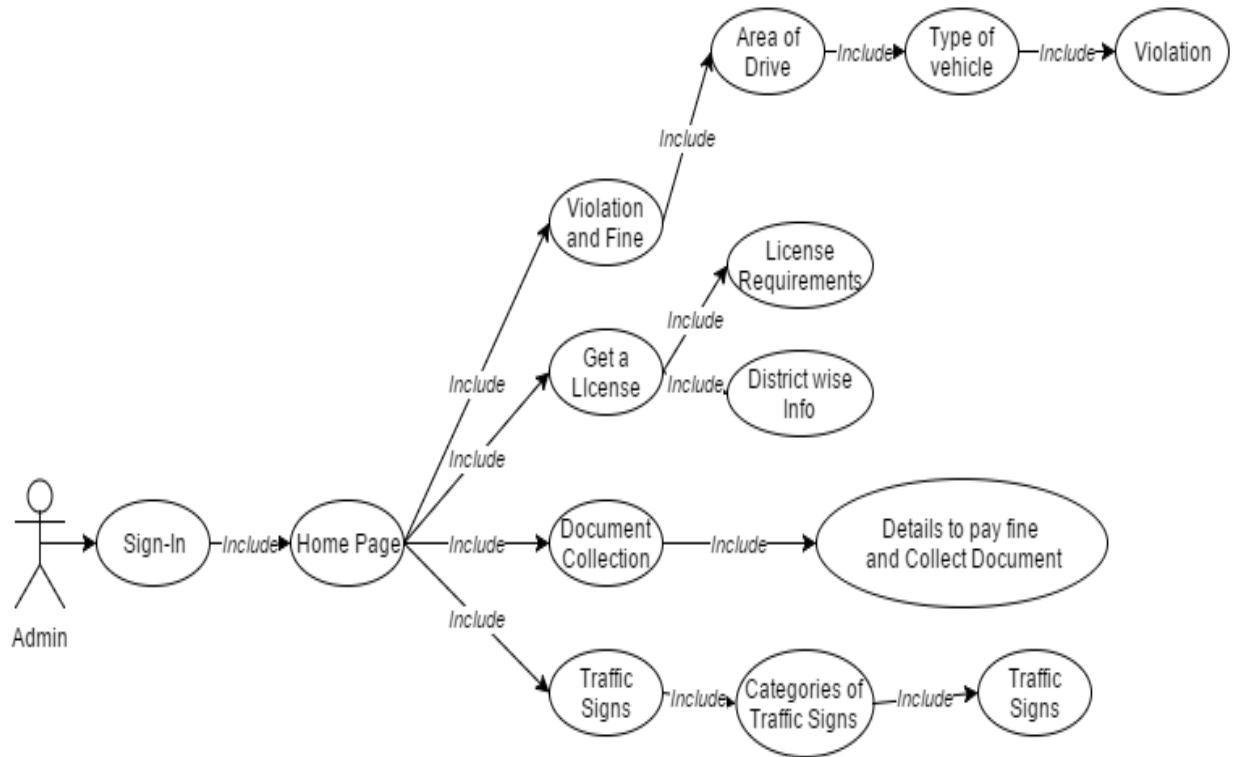 Area of
Drive
Include
Type of
vehicle
Include
Violation
Include
Violation
and Fine
License
Requirements
Include
Get a
LIcense
Include
Include
District wise
Info
Include
Admin
Sign-In
Include
Home Page
Include
Document
Collection
Include
Details to pay fine
and Collect Document
Include
Traffic
Signs
Include
Categories of
Traffic Signs
Include
Traffic
Signs